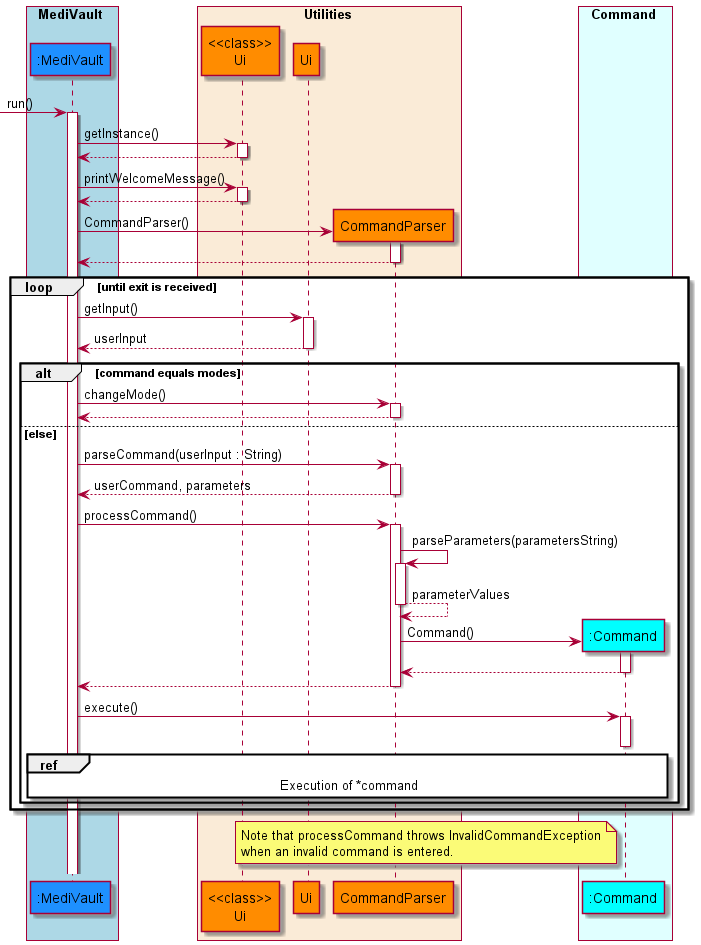 MediVault
Utilities
Command
:MediVault
<<class>>
Ui
Ui
run()
getInstance()
printWelcomeMessage()
CommandParser()
CommandParser
loop
[until exit is received]
getInput()
userInput
alt
[command equals modes]
changeMode()
[else]
parseCommand(userInput : String)
userCommand, parameters
processCommand()
parseParameters(parametersString)
parameterValues
Command()
:Command
execute()
ref
Execution of *command
Note that processCommand throws InvalidCommandException
when an invalid command is entered.
:MediVault
<<class>>
Ui
Ui
CommandParser
:Command